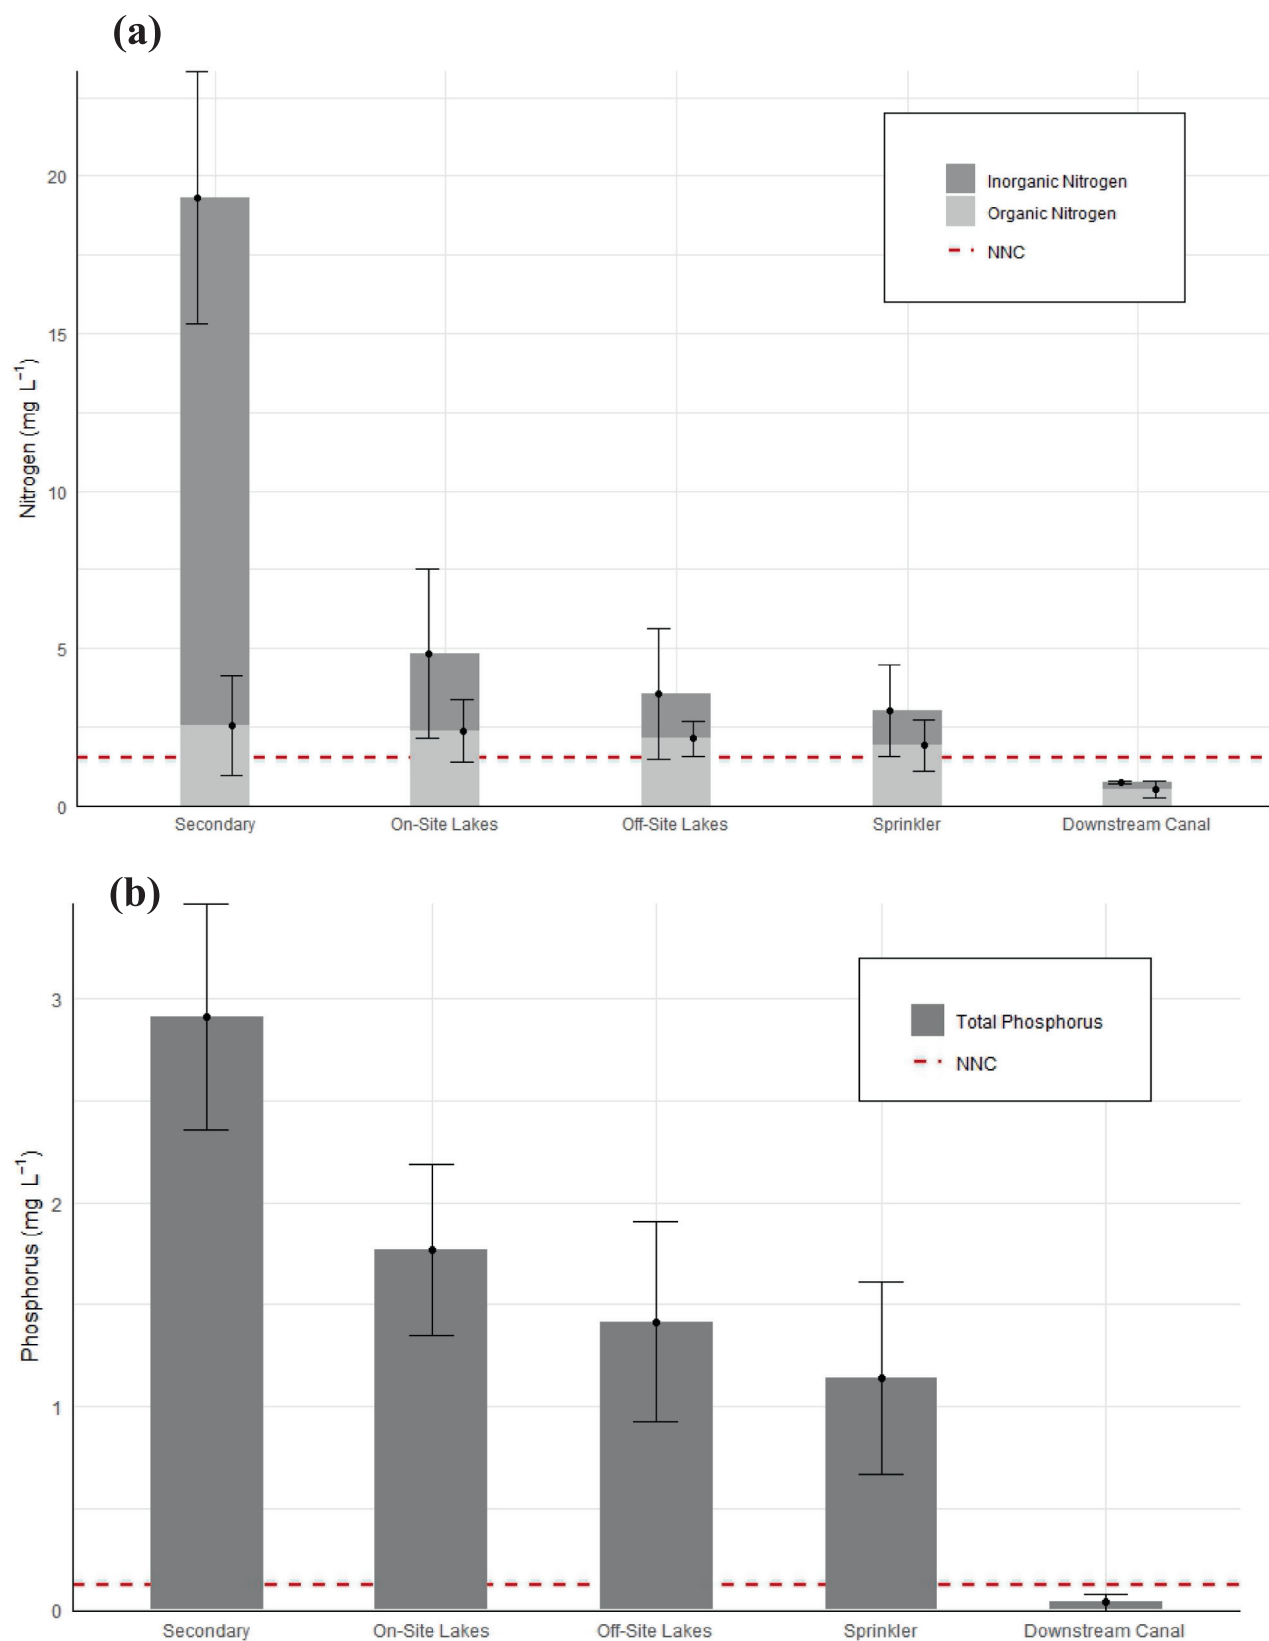 (a)
20
15
10
5
0
Nitrogen (mg L⁻¹)
Inorganic Nitrogen
Organic Nitrogen
NNC
Secondary On-Site Lakes Off-Site Lakes Sprinkler Downstream Canal
(b)
3
2
1
0
Phosphorus (mg L⁻¹)
Total Phosphorus
NNC
Secondary On-Site Lakes Off-Site Lakes Sprinkler Downstream Canal